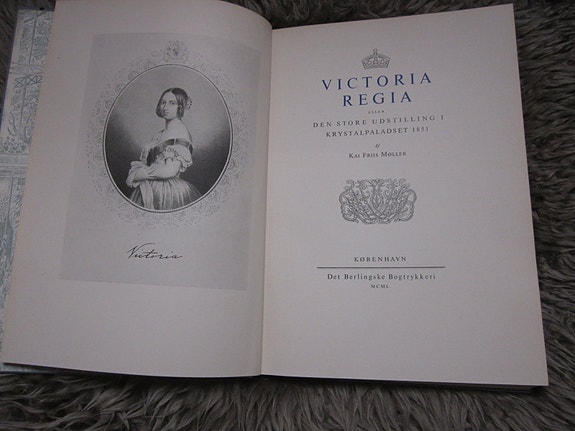 Victoria
VICTORIA
REGIA
ELLER
DEN STORE UDSTILLING I
KRYSTALPALADSET 1851
af
KAI FRIIS MØLLER
KØBENHAVN
Det Berlingske Bogtrykkeri
MCML